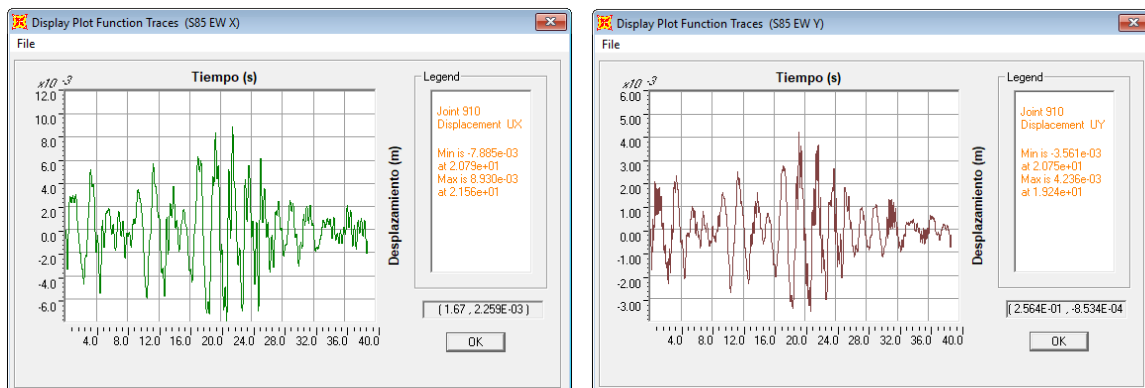 Display Plot Function Traces (S85 EW X)
File
x10 -3
Tiempo (s)
12.0
10.0
8.0
6.0
4.0
2.0
0.0
-2.0
-4.0
-6.0
4.0 8.0 12.0 16.0 20.0 24.0 28.0 32.0 36.0 40.0
Desplazamiento (m)
Legend
Joint 910
Displacement UX
Min is -7.885e-03
at 2.079e+01
Max is 8.930e-03
at 2.156e+01
( 1.67 , 2.259E-03 )
OK
Display Plot Function Traces (S85 EW Y)
File
x10 -3
Tiempo (s)
6.00
5.00
4.00
3.00
2.00
1.00
0.00
-1.00
-2.00
-3.00
4.0 8.0 12.0 16.0 20.0 24.0 28.0 32.0 36.0 40.0
Desplazamiento (m)
Legend
Joint 910
Displacement UY
Min is -3.561e-03
at 2.075e+01
Max is 4.236e-03
at 1.924e+01
( 2.564E-01 , -8.534E-04
OK